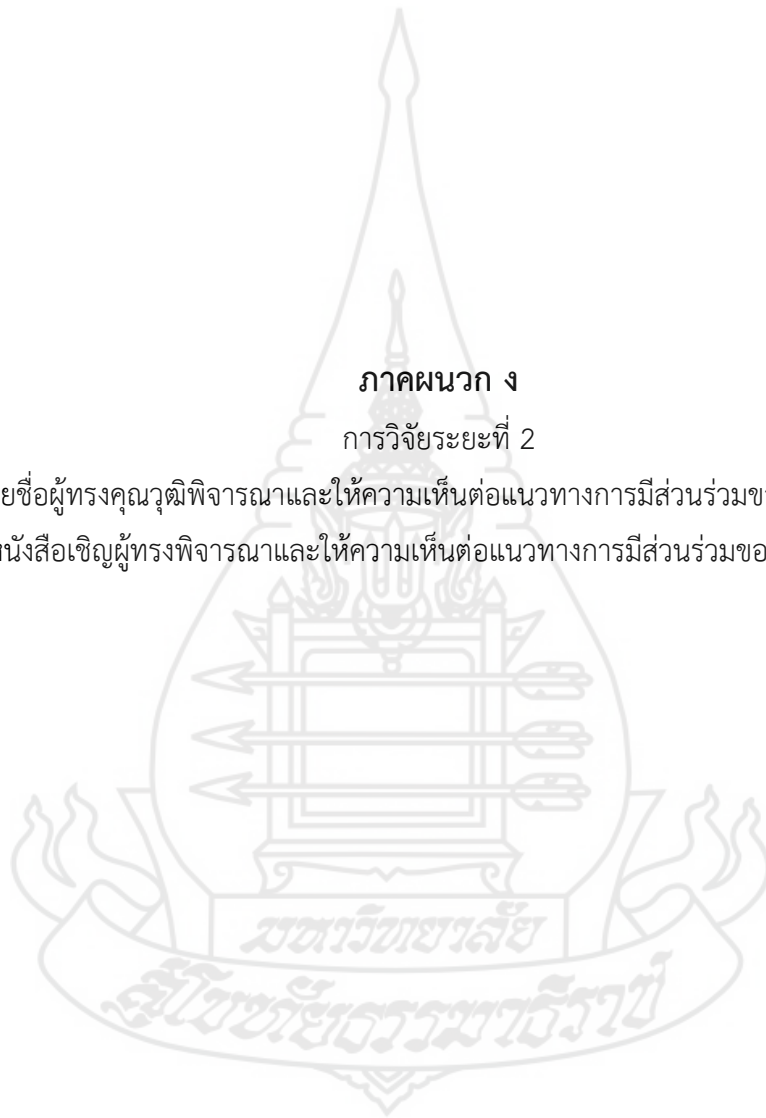 ภาคผนวก ง
การวิจัยระยะที่ 2
ยชื่อผู้ทรงคุณวุฒิพิจารณาและให้ความเห็นต่อแนวทางการมีส่วนร่วมข
นังสือเชิญผู้ทรงพิจารณาและให้ความเห็นต่อแนวทางการมีส่วนร่วมขอ
มหาวิทยาลัย
สุโขทัยธรรมาธิราช